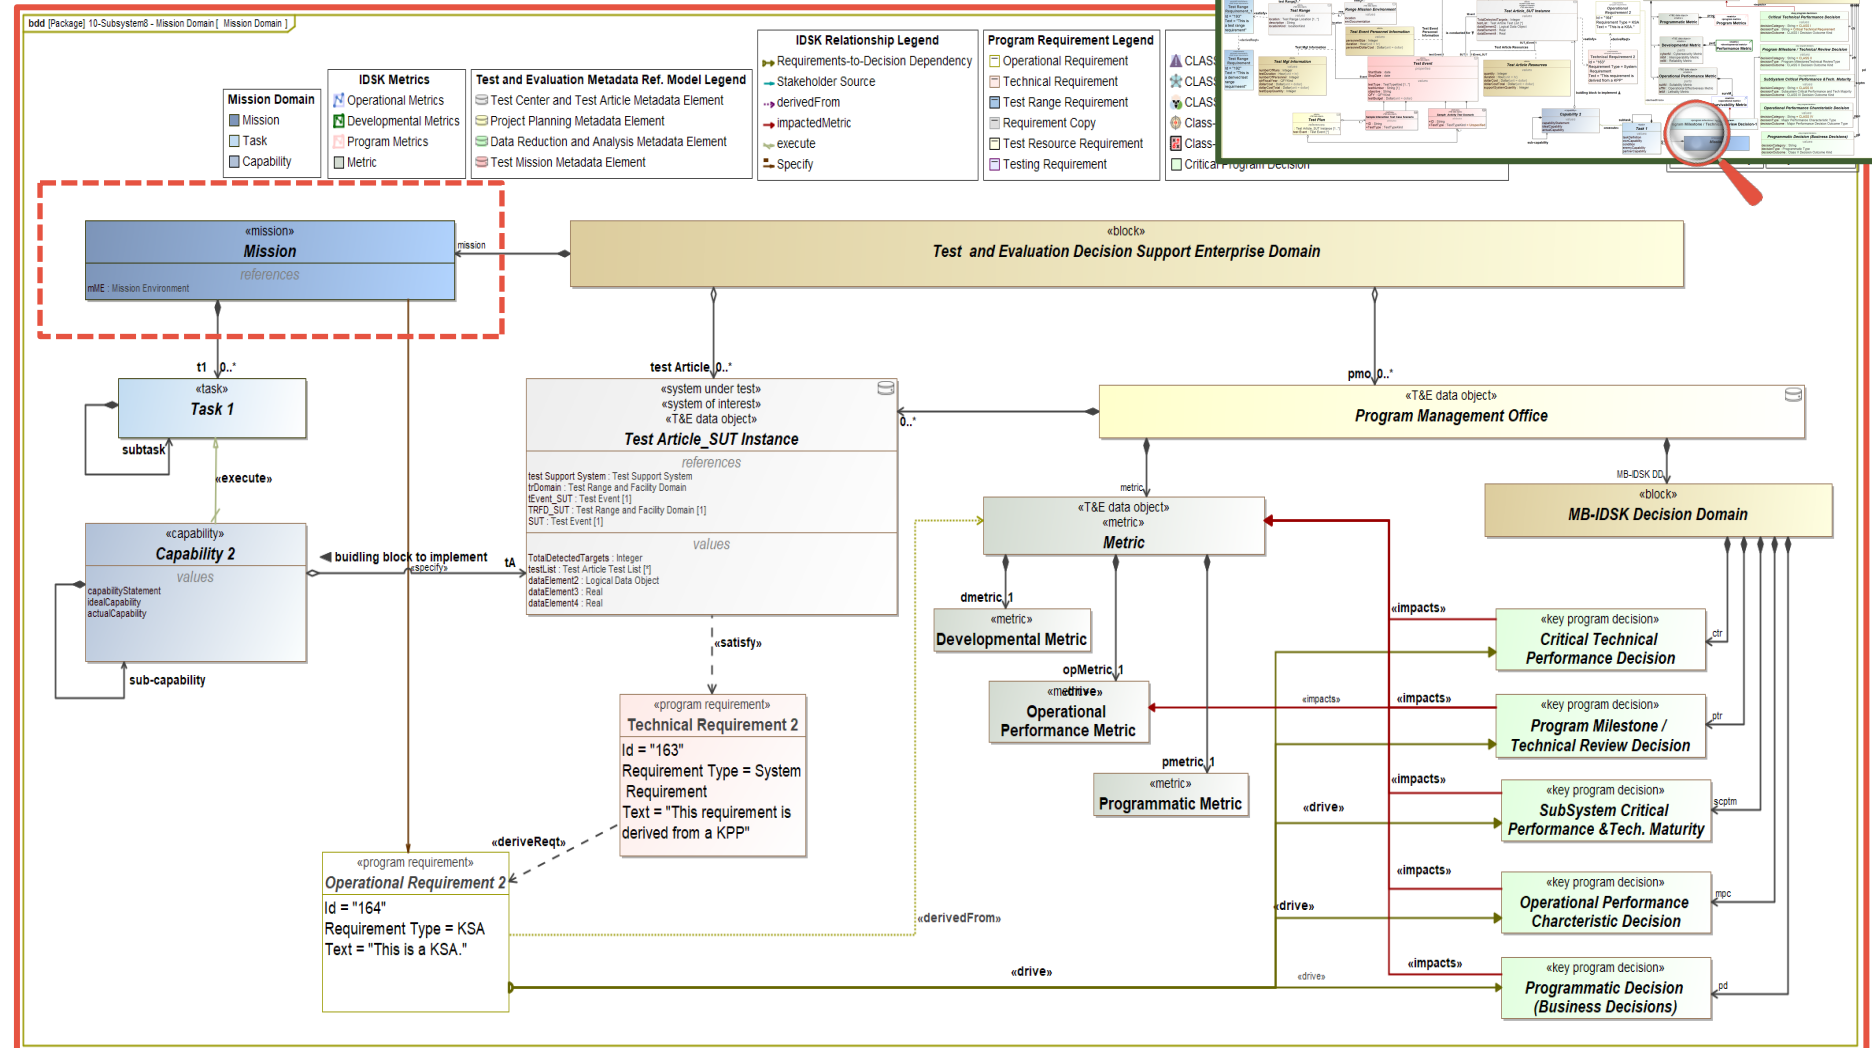 bdd [Package] 10-Subsystem8 - Mission Domain [ Mission Domain ]
Mission Domain
Mission
Task
Capability
IDSK Metrics
Operational Metrics
Developmental Metrics
Program Metrics
Metric
Test and Evaluation Metadata Ref. Model Legend
Test Center and Test Article Metadata Element
Project Planning Metadata Element
Data Reduction and Analysis Metadata Element
Test Mission Metadata Element
IDSK Relationship Legend
Requirements-to-Decision Dependency
Stakeholder Source
derivedFrom
impactedMetric
execute
Specify
Program Requirement Legend
Operational Requirement
Technical Requirement
Test Range Requirement
Requirement Copy
Test Resource Requirement
Testing Requirement
CLAS
CLAS
CLAS
Class-
Class-
Critical Program Decision
«mission»
Mission
references
mME : Mission Environment
mission
«block»
Test and Evaluation Decision Support Enterprise Domain
t1 0..*
test Article 0..*
pmo 0..*
«task»
Task 1
subtask
«execute»
«capability»
Capability 2
values
capabilityStatement
idealCapability
actualCapability
sub-capability
buidling block to implement
«specify»
tA
«system under test»
«system of interest»
«T&E data object»
Test Article_SUT Instance
references
test Support System : Test Support System
trDomain : Test Range and Facility Domain
tEvent_SUT : Test Event [1]
TRFD_SUT : Test Range and Facility Domain [1]
SUT : Test Event [1]
values
TotalDetectedTargets : Integer
testList : Test Article Test List [*]
dataElement2 : Logical Data Object
dataElement3 : Real
dataElement4 : Real
0..*
«T&E data object»
Program Management Office
metric
MB-IDSK DD
«T&E data object»
«metric»
Metric
«block»
MB-IDSK Decision Domain
dmetric 1
«metric»
Developmental Metric
opMetric 1
«metric»
«drive»
Operational
Performance Metric
pmetric 1
«metric»
Programmatic Metric
«satisfy»
«program requirement»
Technical Requirement 2
Id = "163"
Requirement Type = System
Requirement
Text = "This requirement is
derived from a KPP"
«deriveReqt»
«program requirement»
Operational Requirement 2
Id = "164"
Requirement Type = KSA
Text = "This is a KSA."
«derivedFrom»
«drive»
«drive»
«drive»
«drive»
«impacts»
«key program decision»
Critical Technical
Performance Decision
ctr
«impacts»
«impacts»
«key program decision»
Program Milestone /
Technical Review Decision
ptr
«impacts»
«key program decision»
SubSystem Critical
Performance &Tech. Maturity
scptm
«impacts»
«key program decision»
Operational Performance
Charcteristic Decision
mpc
«impacts»
«key program decision»
Programmatic Decision
(Business Decisions)
pd